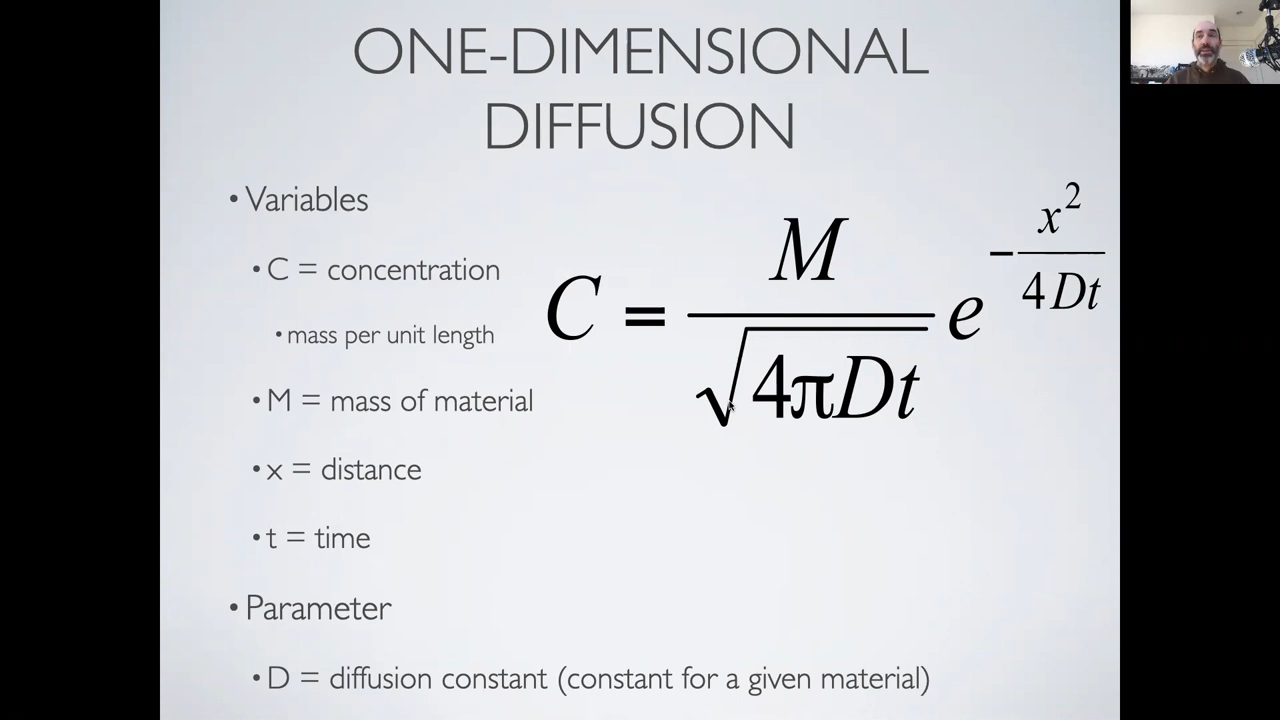 ONE-DIMENSIONAL
DIFFUSION
• Variables
• C = concentration
• mass per unit length
• M = mass of material
• x = distance
• t = time
• Parameter
• D = diffusion constant (constant for a given material)
C = M / √(4πDt) e^(−x²/(4Dt))